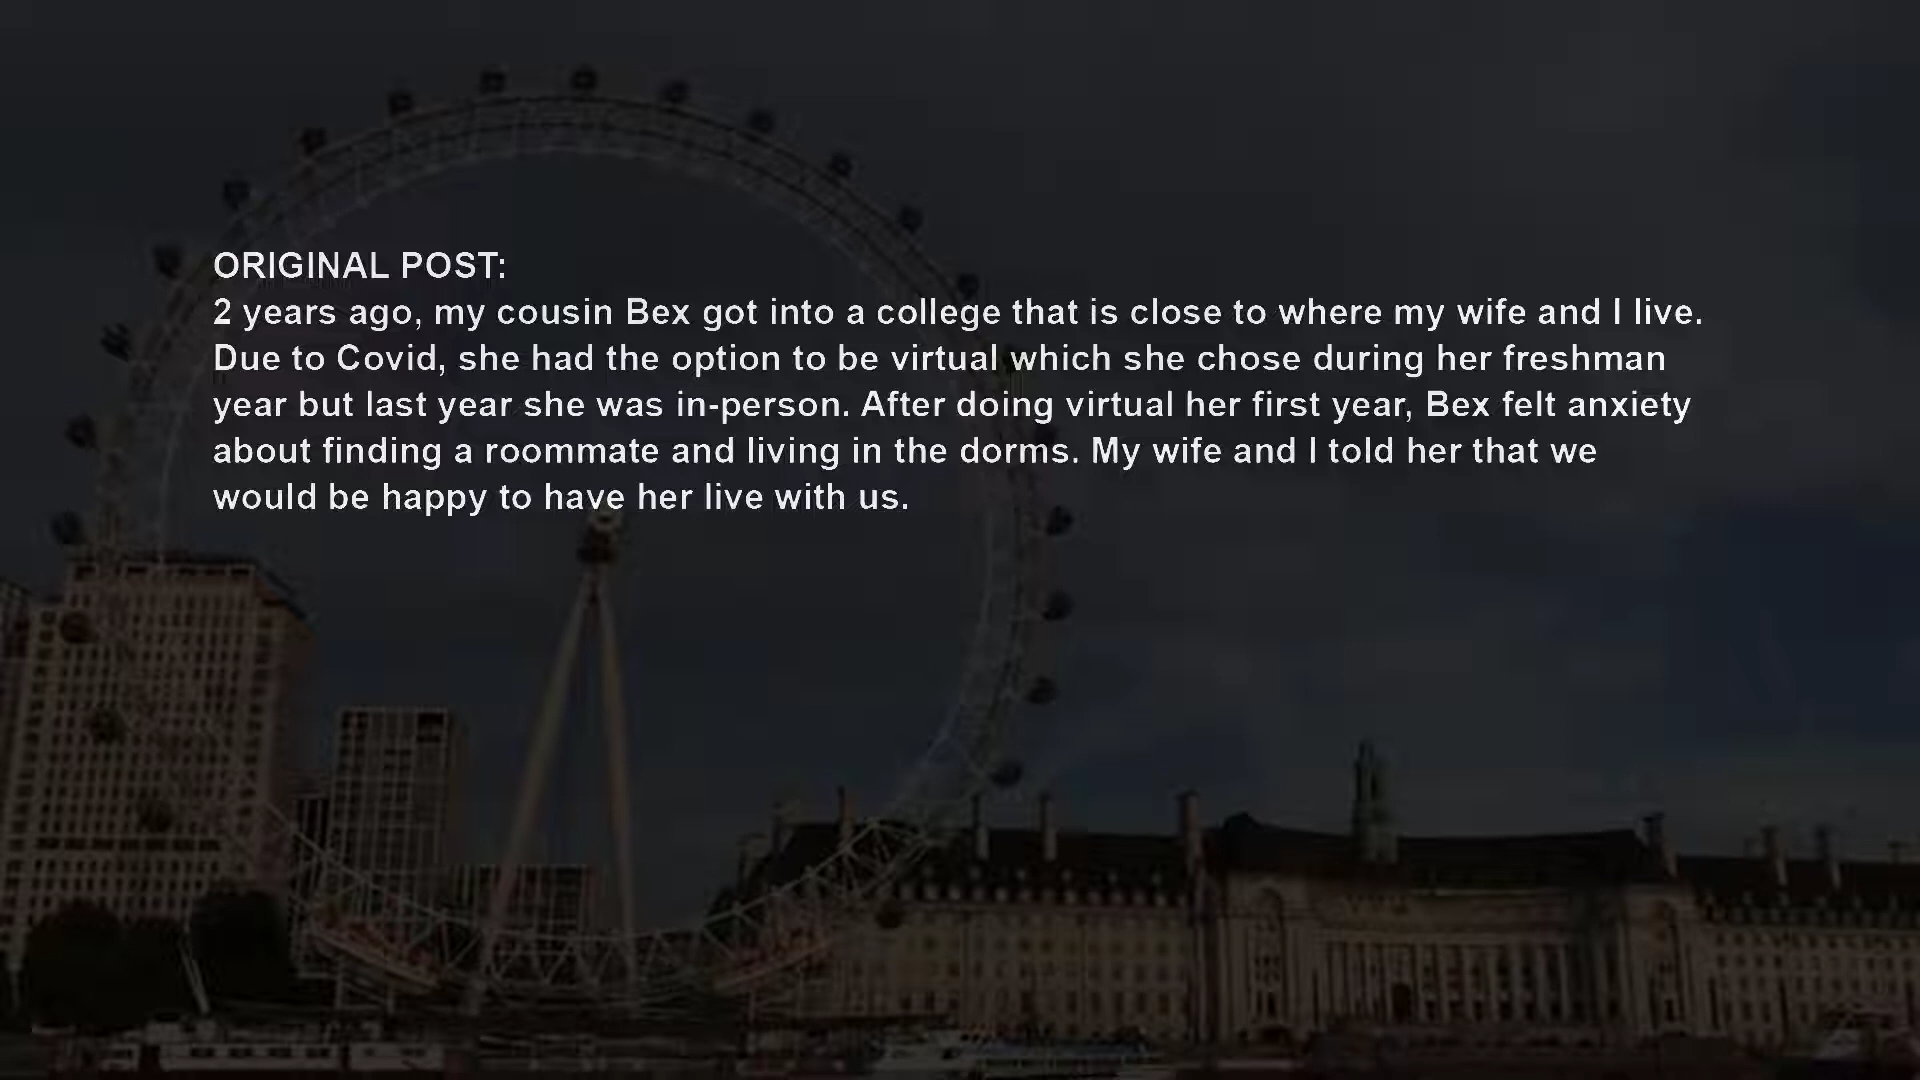 ORIGINAL POST:
2 years ago, my cousin Bex got into a college that is close to where my wife and I live.
Due to Covid, she had the option to be virtual which she chose during her freshman
year but last year she was in-person. After doing virtual her first year, Bex felt anxiety
about finding a roommate and living in the dorms. My wife and I told her that we
would be happy to have her live with us.